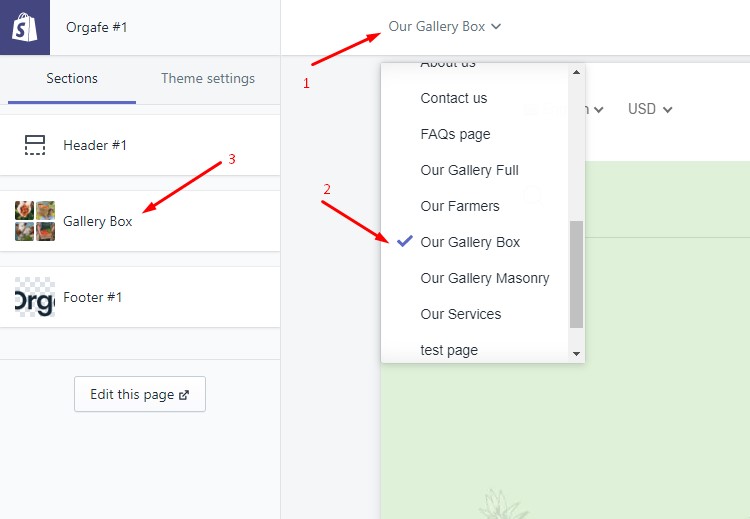 Orgafe #1
Our Gallery Box
1
Sections
Theme settings
About us
Contact us
USD
Header #1
FAQs page
3
Our Gallery Full
2
Our Farmers
Gallery Box
Our Gallery Box
Our Gallery Masonry
Orga
Footer #1
Our Services
test page
Edit this page